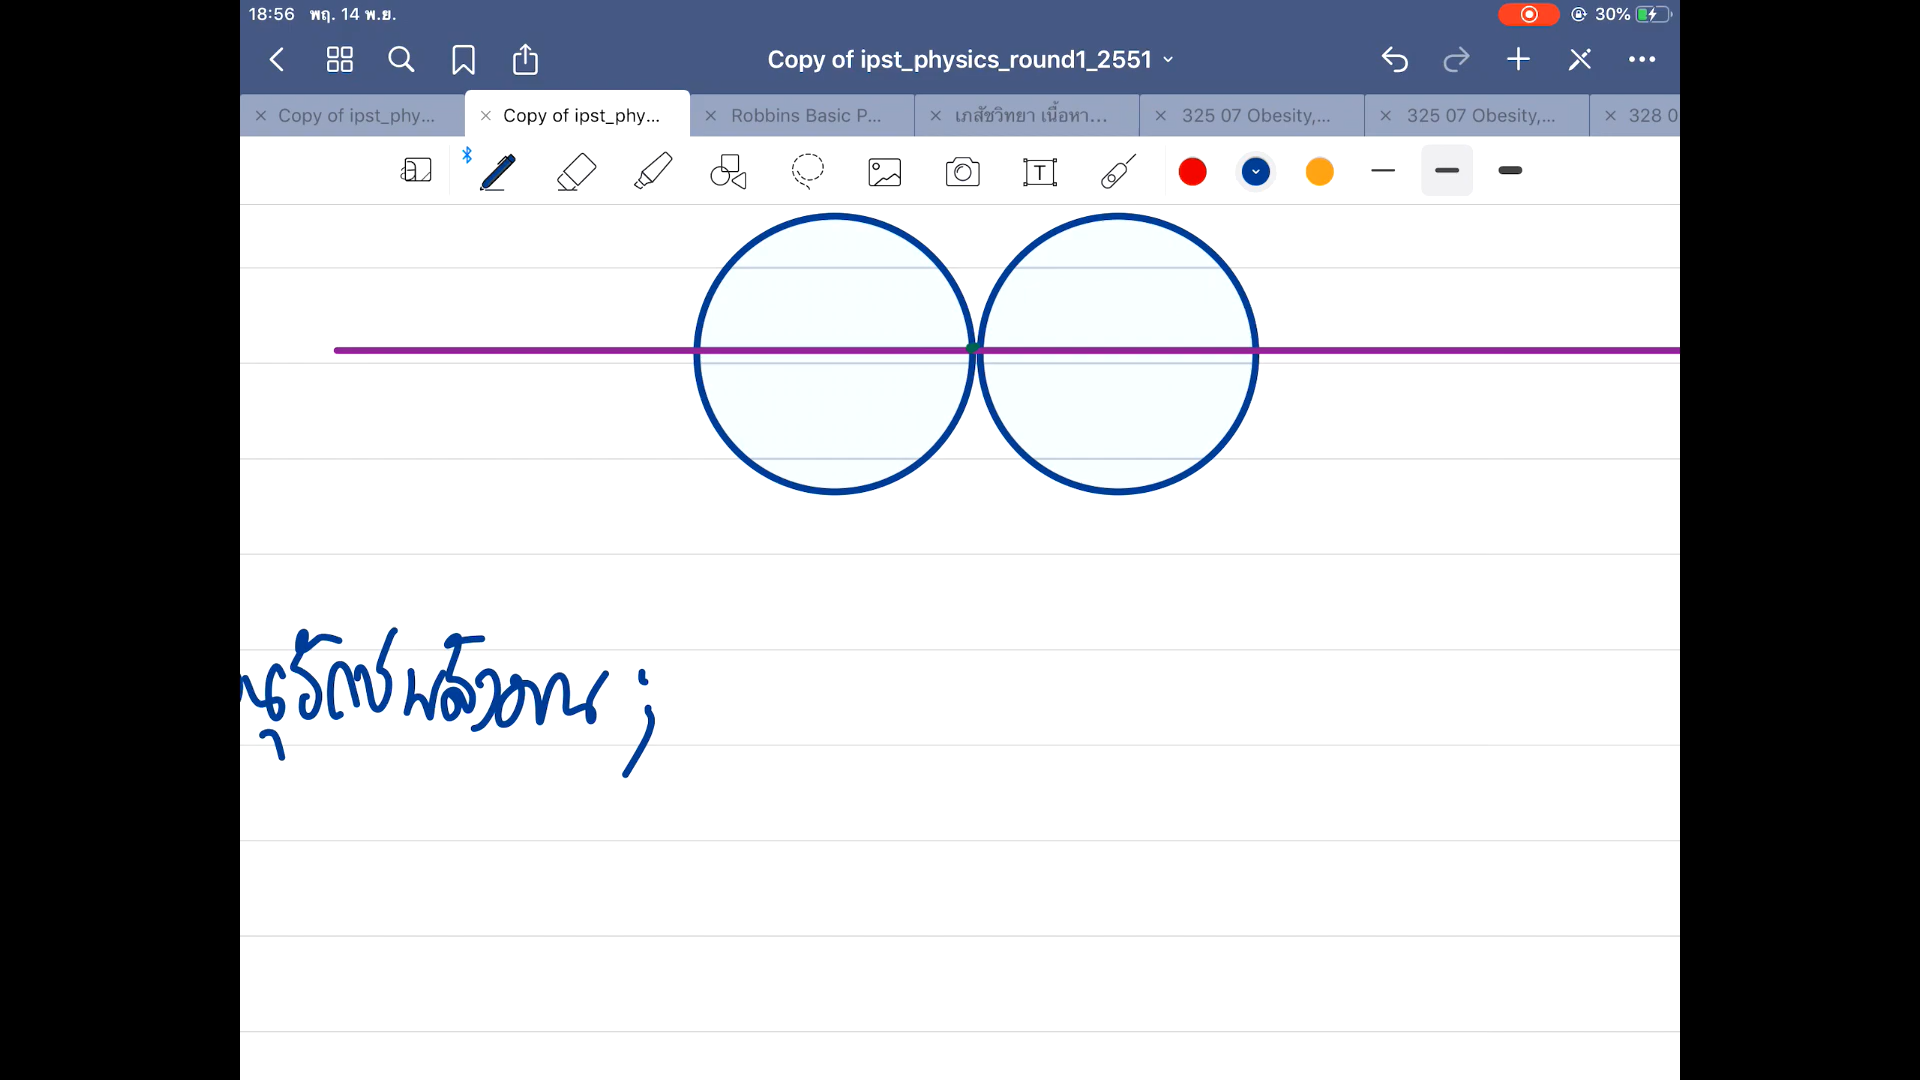 18:56 พฤ. 14 พ.ย. 30%
Copy of ipst_physics_round1_2551
Copy of ipst_phy... Copy of ipst_phy... Robbins Basic P... เภสัชวิทยา เนื้อหา... 325 07 Obesity,... 325 07 Obesity,... 328 0
T
นุรักษ์พลังงาน ;